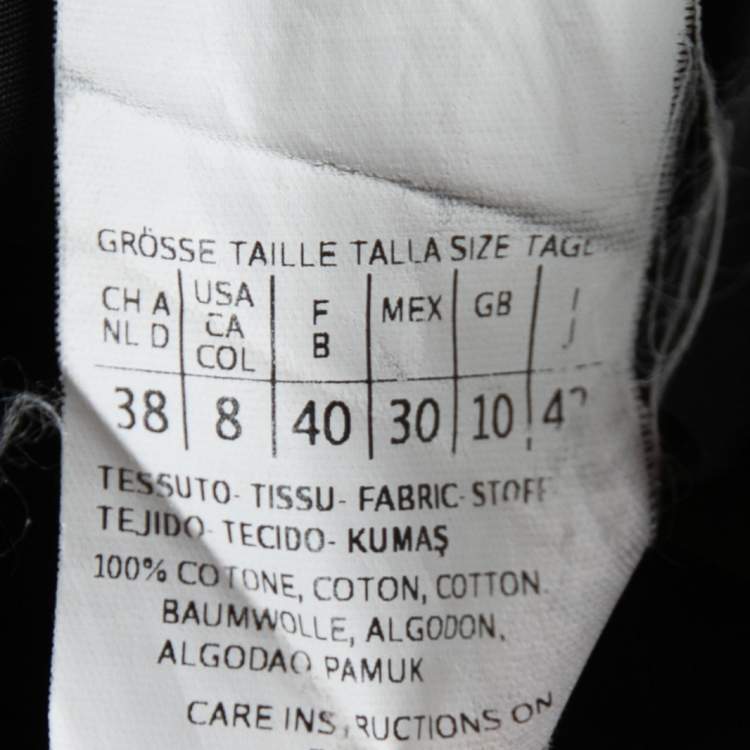 GRÖSSE TAILLE TALLA SIZE
CH A USA F MEX GB I
NL D CA B J
COL
38 8 40 30 10
TESSUTO- TISSU- FABRIC- STOFF
TEJIDO- TECIDO- KUMAŞ
100% COTONE, COTON, COTTON.
BAUMWOLLE, ALGODON,
ALGODAO PAMUK
CARE INSTRUCTIONS ON